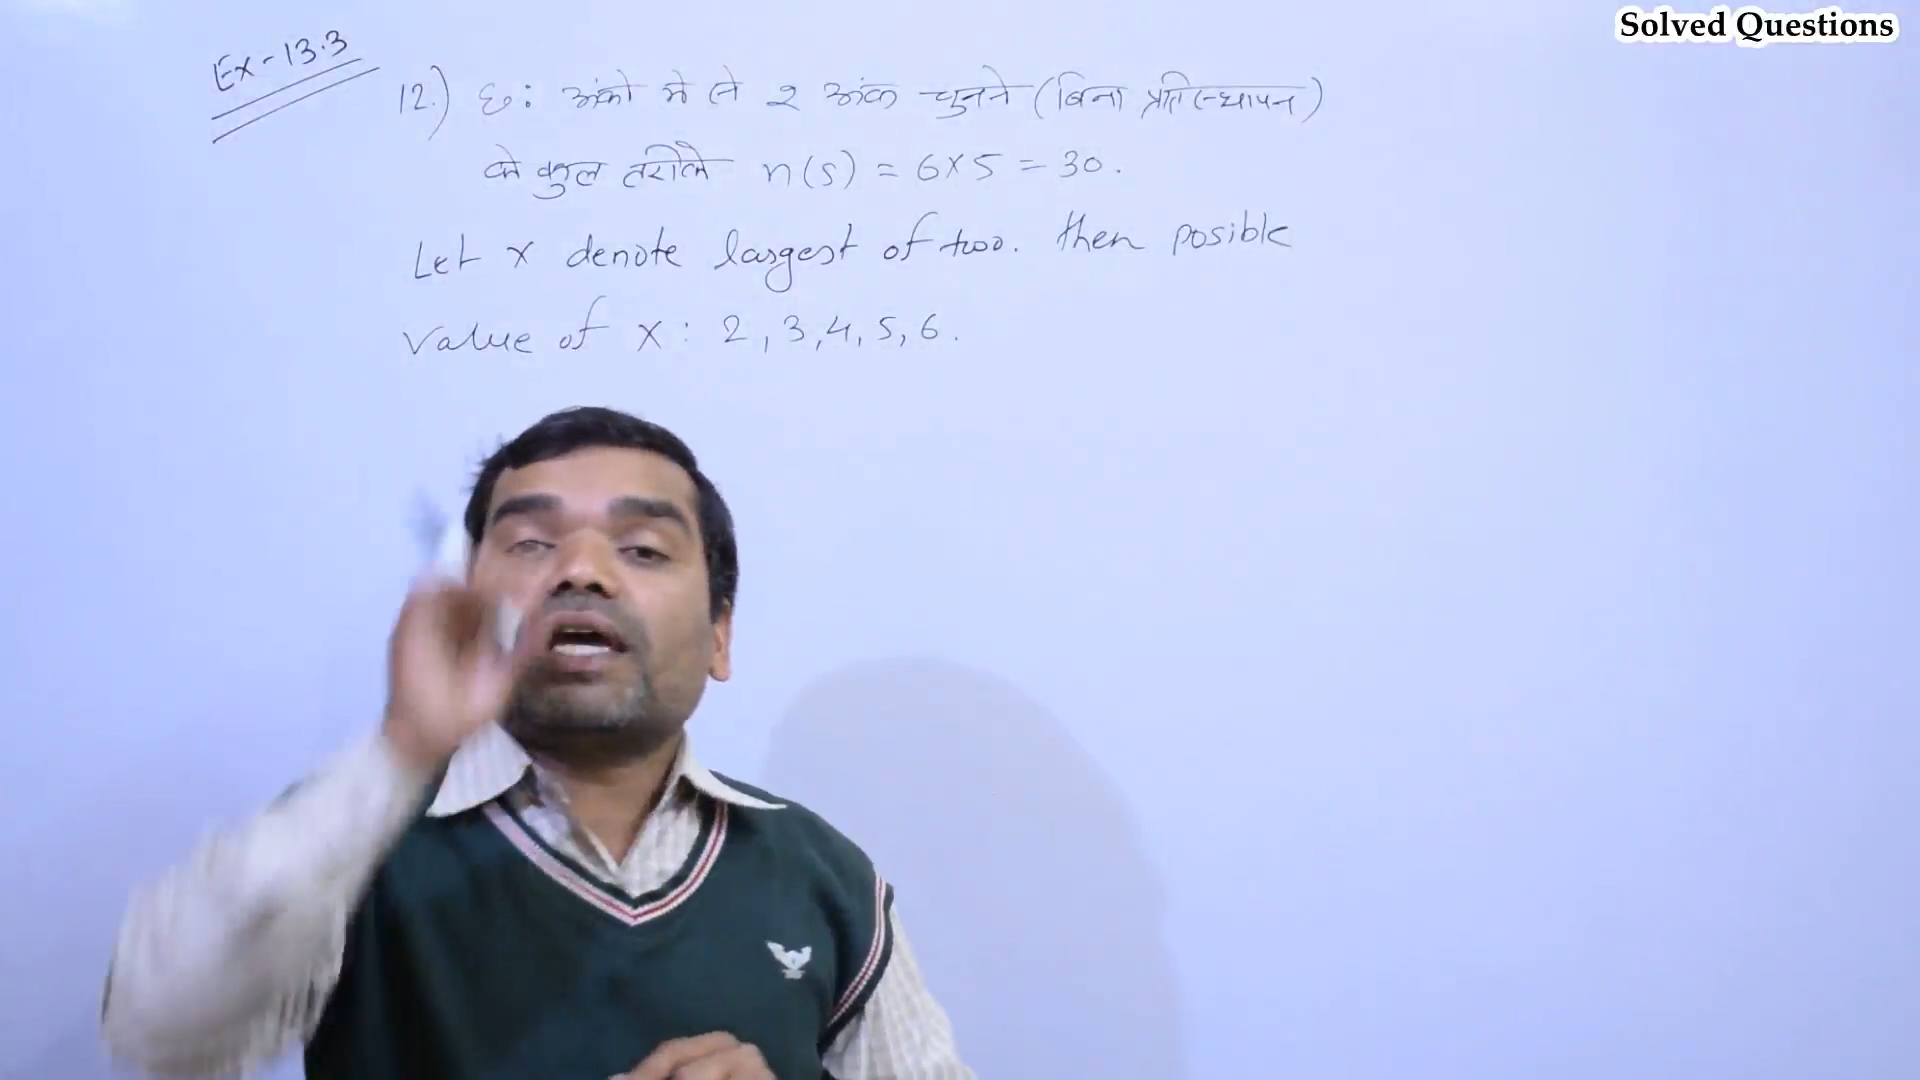 Solved Questions
Ex-13.3
12.) छः अंको मे से 2 अंक चुनने (बिना प्रतिस्थापन)
के कुल तरीके n(s) = 6×5 = 30.
Let x denote largest of two. then posible
value of X : 2, 3, 4, 5, 6.